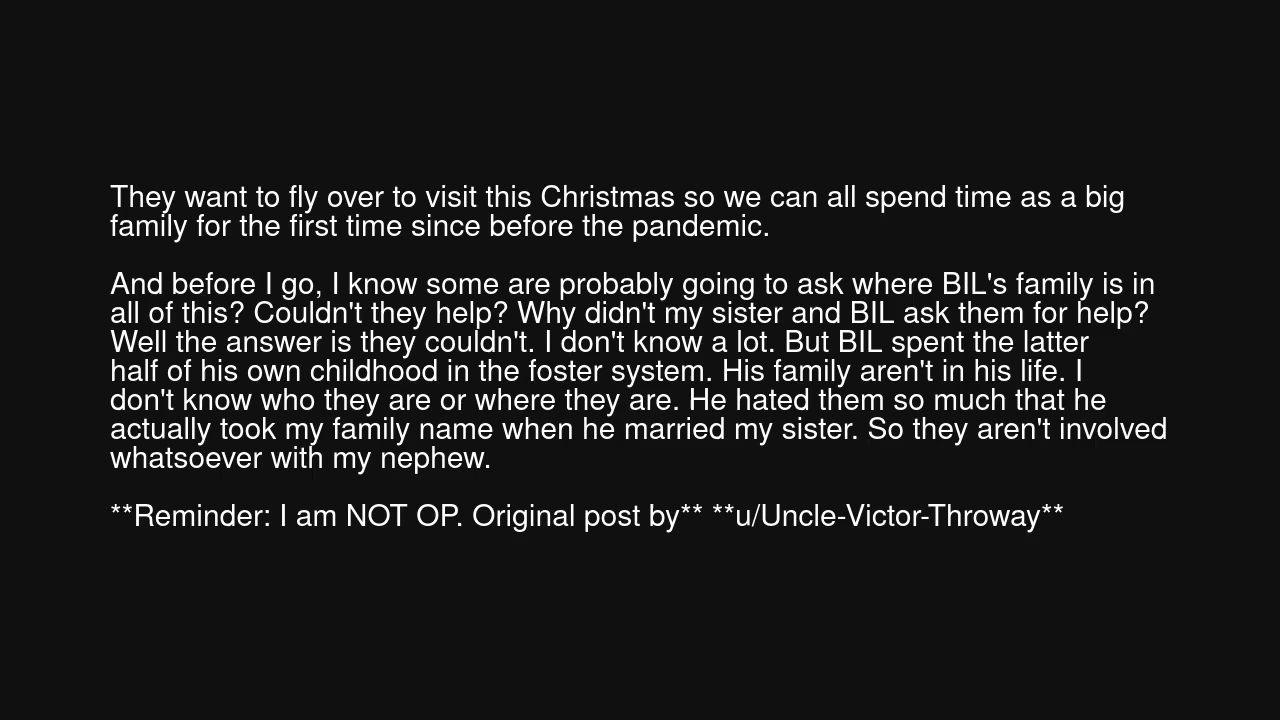 They want to fly over to visit this Christmas so we can all spend time as a big
family for the first time since before the pandemic.
And before I go, I know some are probably going to ask where BIL's family is in
all of this? Couldn't they help? Why didn't my sister and BIL ask them for help?
Well the answer is they couldn't. I don't know a lot. But BIL spent the latter
half of his own childhood in the foster system. His family aren't in his life. I
don't know who they are or where they are. He hated them so much that he
actually took my family name when he married my sister. So they aren't involved
whatsoever with my nephew.
**Reminder: I am NOT OP. Original post by** **u/Uncle-Victor-Throway**